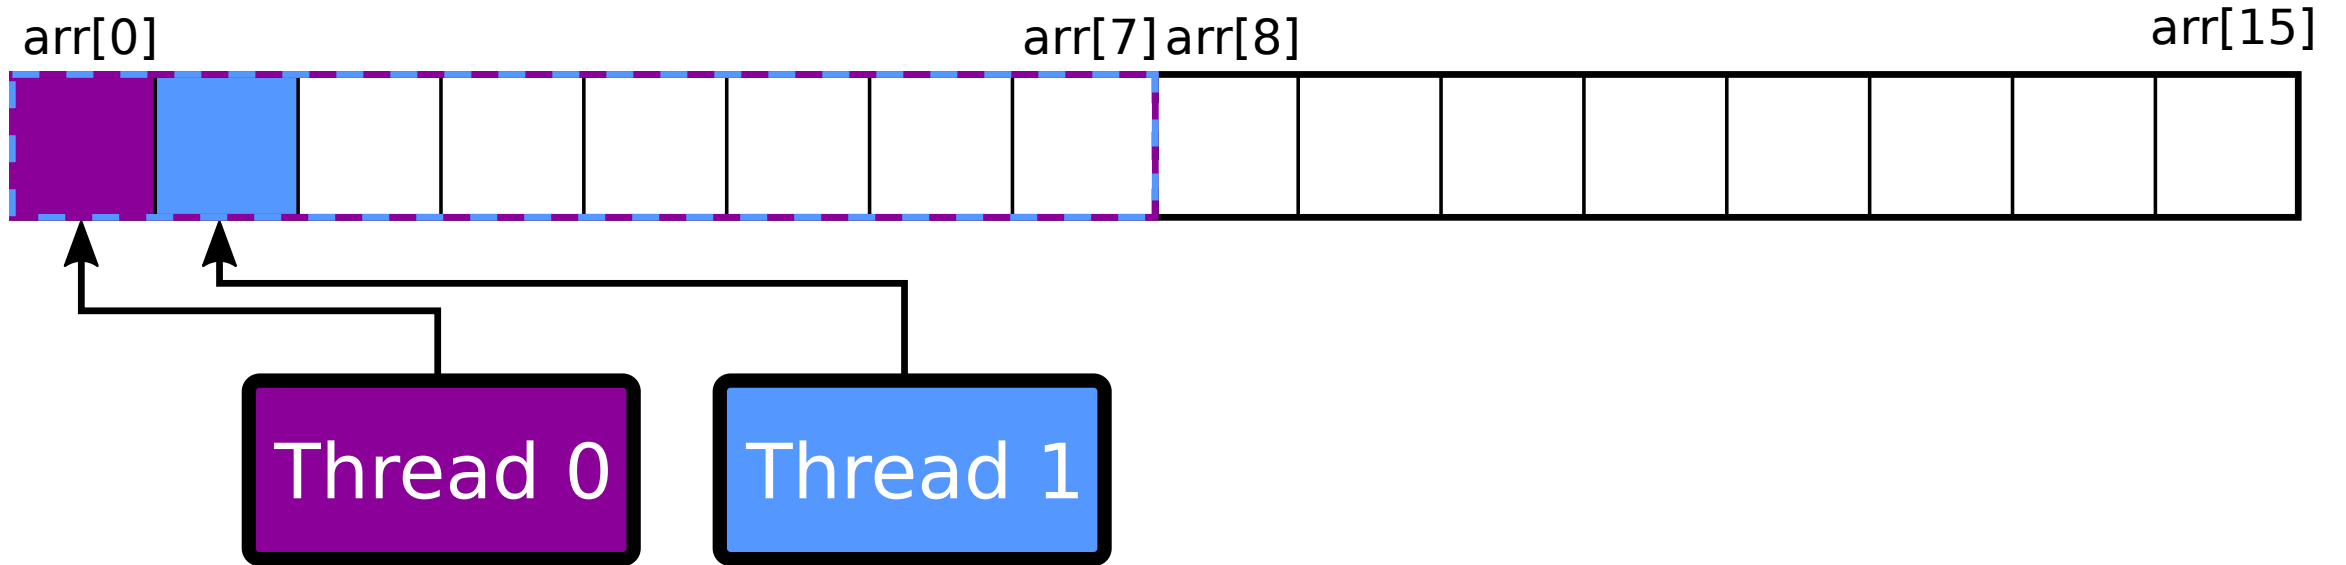 arr[0] arr[7] arr[8] arr[15]
Thread 0 Thread 1